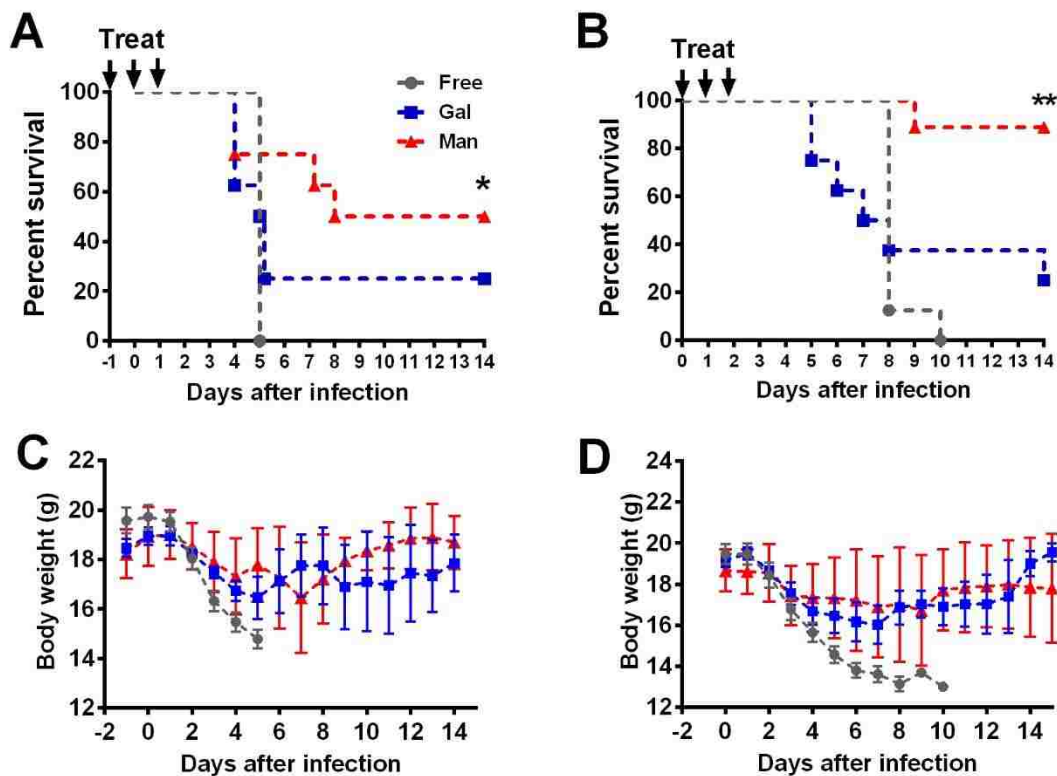 A
Treat
Free
Gal
Man
*
100
80
60
40
20
0
Percent survival
-1 0 1 2 3 4 5 6 7 8 9 10 11 12 13 14
Days after infection
B
Treat
**
100
80
60
40
20
0
Percent survival
0 1 2 3 4 5 6 7 8 9 10 11 12 13 14
Days after infection
C
22
20
18
16
14
12
Body weight (g)
-2 0 2 4 6 8 10 12 14
Days after infection
D
24
22
20
18
16
14
12
Body weight (g)
-2 0 2 4 6 8 10 12 14
Days after infection